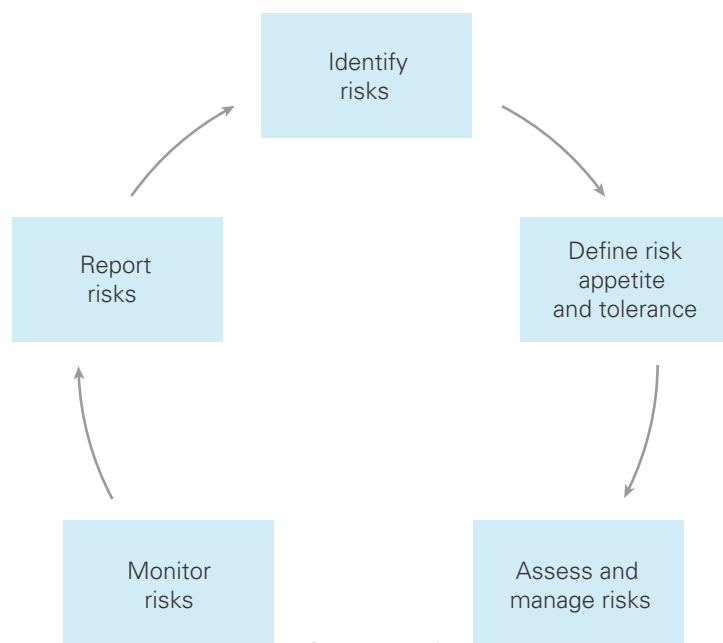 Identify
risks
Define risk
appetite
and tolerance
Assess and
manage risks
Monitor
risks
Report
risks